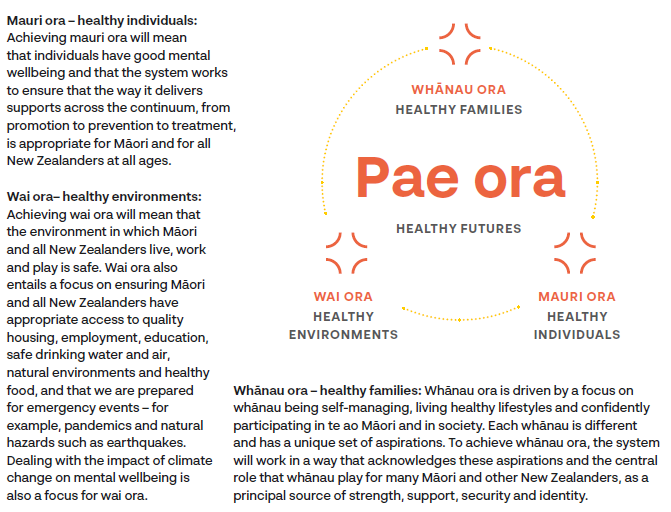 Mauri ora – healthy individuals:
Achieving mauri ora will mean
that individuals have good mental
wellbeing and that the system works
to ensure that the way it delivers
supports across the continuum, from
promotion to prevention to treatment,
is appropriate for Māori and for all
New Zealanders at all ages.
Wai ora– healthy environments:
Achieving wai ora will mean that
the environment in which Māori
and all New Zealanders live, work
and play is safe. Wai ora also
entails a focus on ensuring Māori
and all New Zealanders have
appropriate access to quality
housing, employment, education,
safe drinking water and air,
natural environments and healthy
food, and that we are prepared
for emergency events – for
example, pandemics and natural
hazards such as earthquakes.
Dealing with the impact of climate
change on mental wellbeing is
also a focus for wai ora.
WHĀNAU ORA
HEALTHY FAMILIES
Pae ora
HEALTHY FUTURES
WAI ORA
HEALTHY
ENVIRONMENTS
MAURI ORA
HEALTHY
INDIVIDUALS
Whānau ora – healthy families: Whānau ora is driven by a focus on
whānau being self-managing, living healthy lifestyles and confidently
participating in te ao Māori and in society. Each whānau is different
and has a unique set of aspirations. To achieve whānau ora, the system
will work in a way that acknowledges these aspirations and the central
role that whānau play for many Māori and other New Zealanders, as a
principal source of strength, support, security and identity.